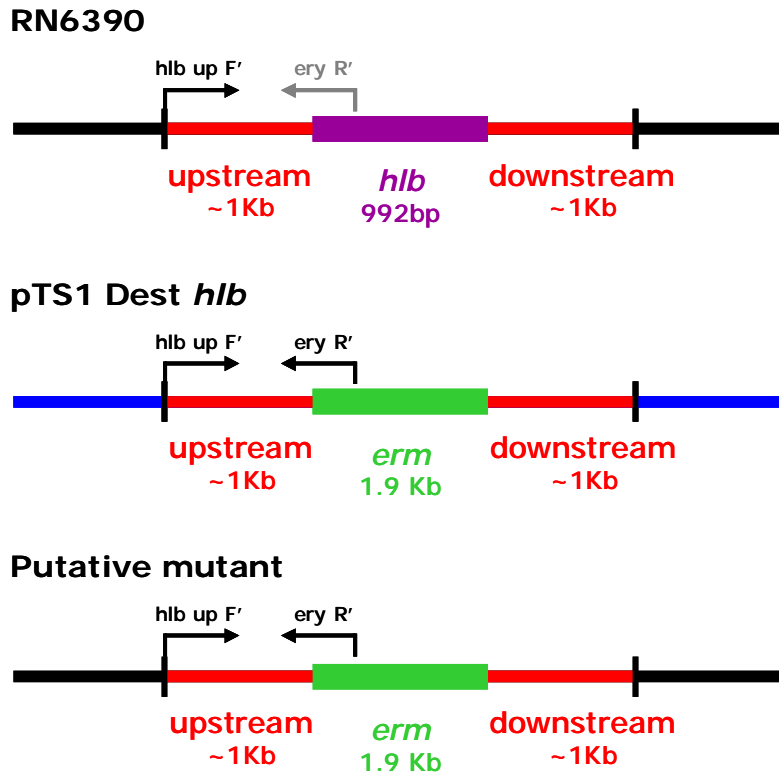 RN6390
hlb up F' ery R'
upstream hlb downstream
~1Kb 992bp ~1Kb
pTS1 Dest hlb
hlb up F' ery R'
upstream erm downstream
~1Kb 1.9 Kb ~1Kb
Putative mutant
hlb up F' ery R'
upstream erm downstream
~1Kb 1.9 Kb ~1Kb